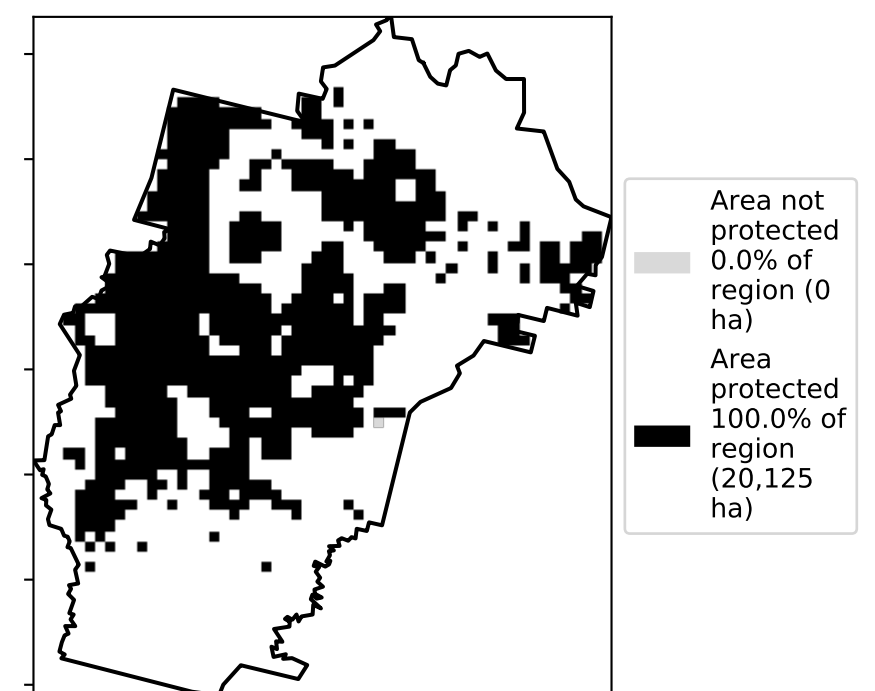 Area not
protected
0.0% of
region (0
ha)
Area
protected
100.0% of
region
(20,125
ha)